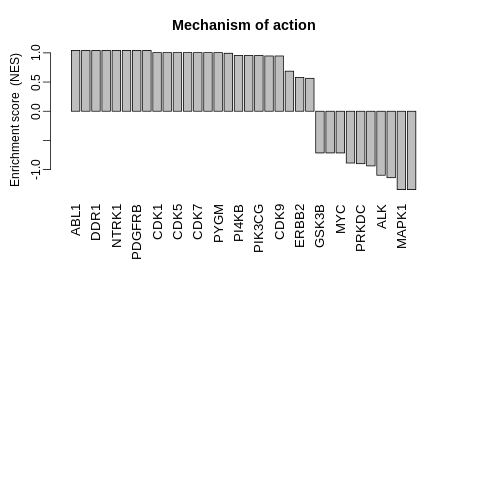 Mechanism of action
Enrichment score  (NES)
1.0
0.5
0.0
-1.0
ABL1
DDR1
NTRK1
PDGFRB
CDK1
CDK5
CDK7
PYGM
PI4KB
PIK3CG
CDK9
ERBB2
GSK3B
MYC
PRKDC
ALK
MAPK1